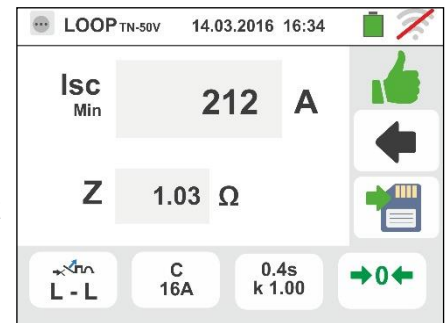 LOOP TN-50V 14.03.2016 16:34
Isc 212 A
Min
Z 1.03 Ω
L - L
C
16A
0.4s
k 1.00
0